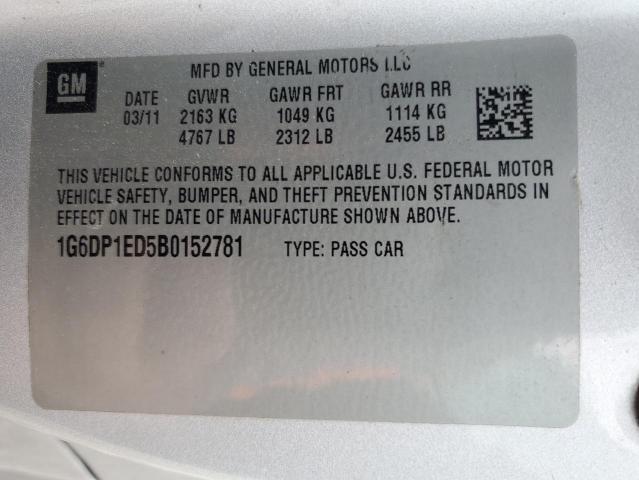 GM
MFD BY GENERAL MOTORS LLC
DATE GVWR GAWR FRT GAWR RR
03/11 2163 KG 1049 KG 1114 KG
4767 LB 2312 LB 2455 LB
THIS VEHICLE CONFORMS TO ALL APPLICABLE U.S. FEDERAL MOTOR
VEHICLE SAFETY, BUMPER, AND THEFT PREVENTION STANDARDS IN
EFFECT ON THE DATE OF MANUFACTURE SHOWN ABOVE.
1G6DP1ED5B0152781 TYPE: PASS CAR